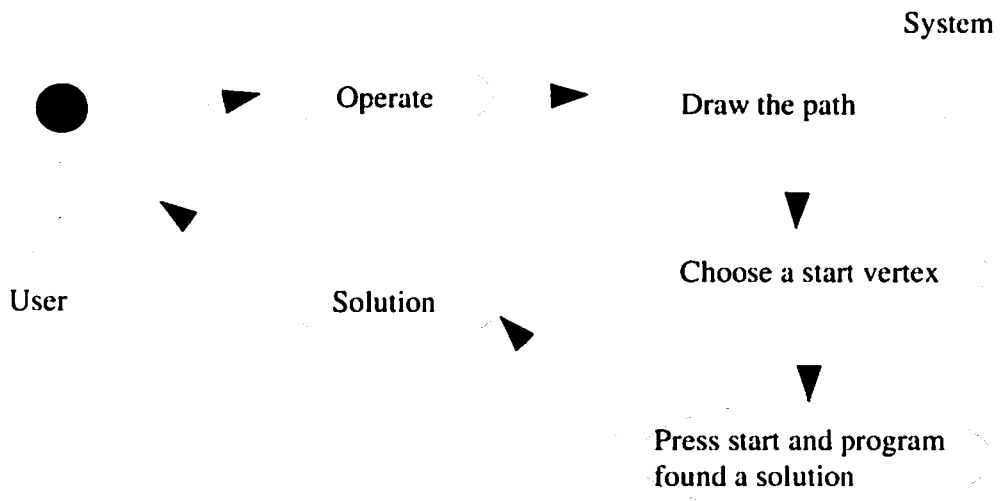 System
Operate
Draw the path
Choose a start vertex
User
Solution
Press start and program
found a solution